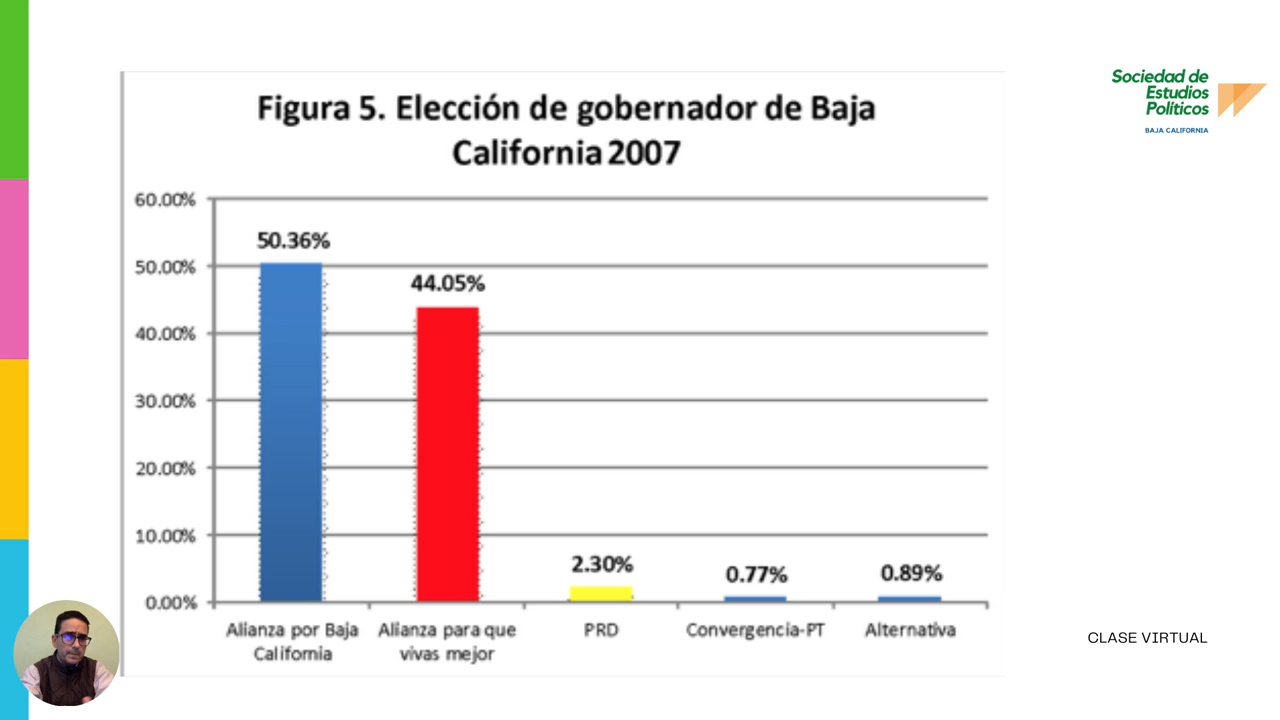 Figura 5. Elección de gobernador de Baja
California 2007
60.00%
50.00%
40.00%
30.00%
20.00%
10.00%
0.00%
50.36%
44.05%
2.30%
0.77%
0.89%
Alianza por Baja
California
Alianza para que
vivas mejor
PRD
Convergencia-PT
Alternativa
Sociedad de
Estudios
Políticos
BAJA CALIFORNIA
CLASE VIRTUAL